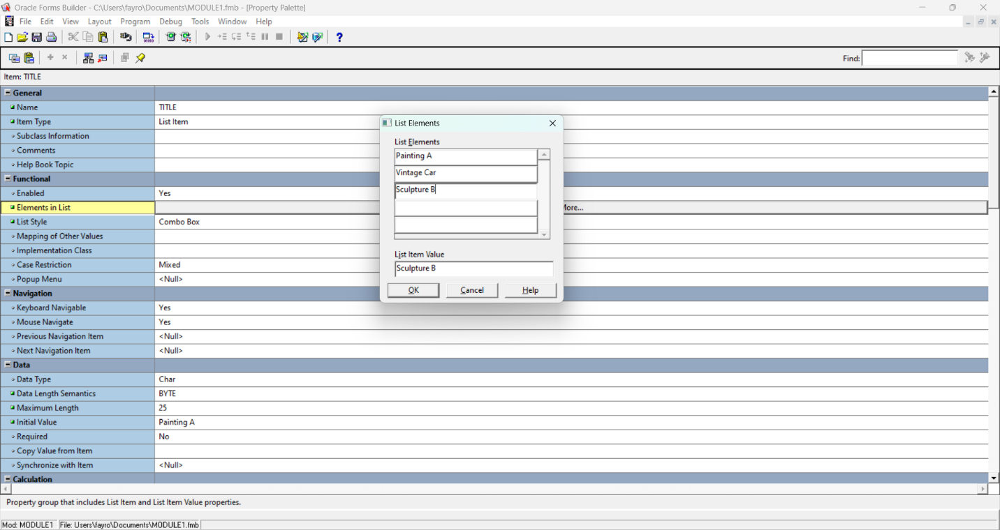 Oracle Forms Builder - C:\Users\fayro\Documents\MODULE1.fmb - [Property Palette]
File Edit View Layout Program Debug Tools Window Help
Find:
Item: TITLE
General
Name TITLE
Item Type List Item
Subclass Information
Comments
Help Book Topic
Functional
Enabled Yes
Elements in List More...
List Style Combo Box
Mapping of Other Values
Implementation Class
Case Restriction Mixed
Popup Menu <Null>
Navigation
Keyboard Navigable Yes
Mouse Navigate Yes
Previous Navigation Item <Null>
Next Navigation Item <Null>
Data
Data Type Char
Data Length Semantics BYTE
Maximum Length 25
Initial Value Painting A
Required No
Copy Value from Item
Synchronize with Item <Null>
Calculation
List Elements
List Elements
Painting A
Vintage Car
Sculpture B
List Item Value
Sculpture B
OK Cancel Help
Property group that includes List Item and List Item Value properties.
Mod: MODULE1 File: Users\fayro\Documents\MODULE1.fmb